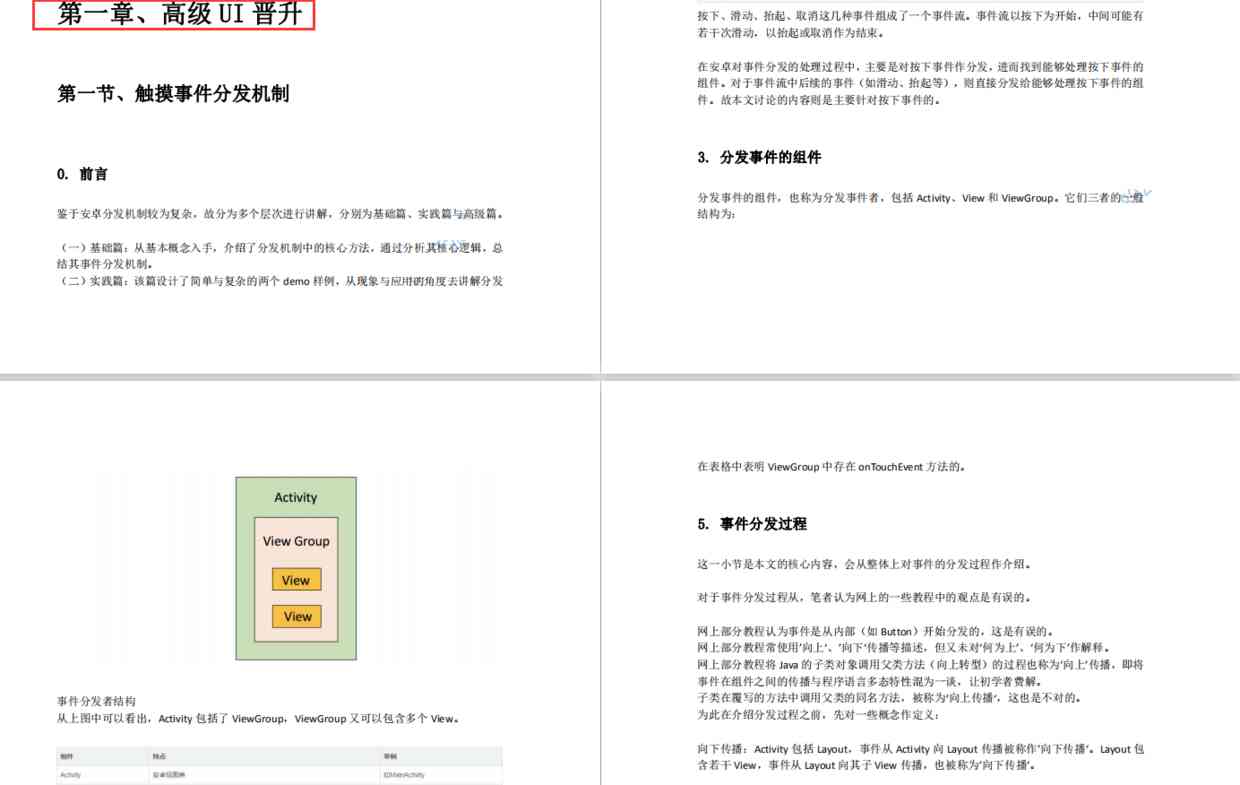 第一章、高级 UI 晋升
第一节、触摸事件分发机制
0. 前言
鉴于安卓分发机制较为复杂，故分为多个层次进行讲解，分别为基础篇、实践篇与高级篇。
（一）基础篇：从基本概念入手，介绍了分发机制中的核心方法，通过分析其核心逻辑，总
结其事件分发机制。
（二）实践篇：该篇设计了简单与复杂的两个 demo 样例，从现象与应用的角度去讲解分发
按下、滑动、抬起、取消这几种事件组成了一个事件流。事件流以按下为开始，中间可能有
若干次滑动，以抬起或取消作为结束。
在安卓对事件分发的处理过程中，主要是对按下事件作分发，进而找到能够处理按下事件的
组件。对于事件流中后续的事件（如滑动、抬起等），则直接分发给能够处理按下事件的组
件。故本文讨论的内容则是主要针对按下事件的。
3. 分发事件的组件
分发事件的组件，也称为分发事件者，包括 Activity、View 和 ViewGroup。它们三者的一般
结构为:
Activity
View Group
View
View
事件分发者结构
从上图中可以看出，Activity 包括了 ViewGroup，ViewGroup 又可以包含多个 View。
组件 特点 举例
Activity 安卓视图类 如MainActivity
在表格中表明 ViewGroup 中存在 onTouchEvent 方法的。
5. 事件分发过程
这一小节是本文的核心内容，会从整体上对事件的分发过程作介绍。
对于事件分发过程从，笔者认为网上的一些教程中的观点是有误的。
网上部分教程认为事件是从内部（如 Button）开始分发的，这是有误的。
网上部分教程常使用'向上'、'向下'传播等描述，但又未对'何为上'、'何为下'作解释。
网上部分教程将 Java 的子类对象调用父类方法（向上转型）的过程也称为'向上'传播，即将
事件在组件之间的传播与程序语言多态特性混为一谈，让初学者费解。
子类在覆写的方法中调用父类的同名方法，被称为'向上传播'，这也是不对的。
为此在介绍分发过程之前，先对一些概念作定义：
向下传播：Activity 包括 Layout，事件从 Activity 向 Layout 传播被称作'向下传播'。Layout 包
含若干 View，事件从 Layout 向其子 View 传播，也被称为'向下传播'。